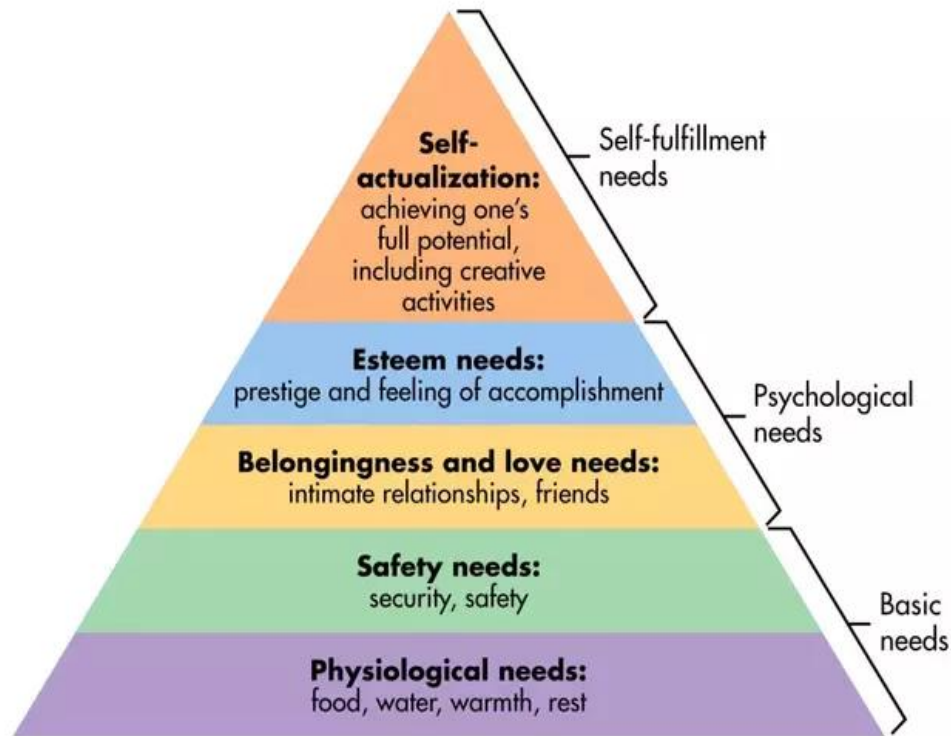 Self-
actualization:
achieving one's
full potential,
including creative
activities
Self-fulfillment
needs
Esteem needs:
prestige and feeling of accomplishment
Psychological
needs
Belongingness and love needs:
intimate relationships, friends
Safety needs:
security, safety
Basic
needs
Physiological needs:
food, water, warmth, rest